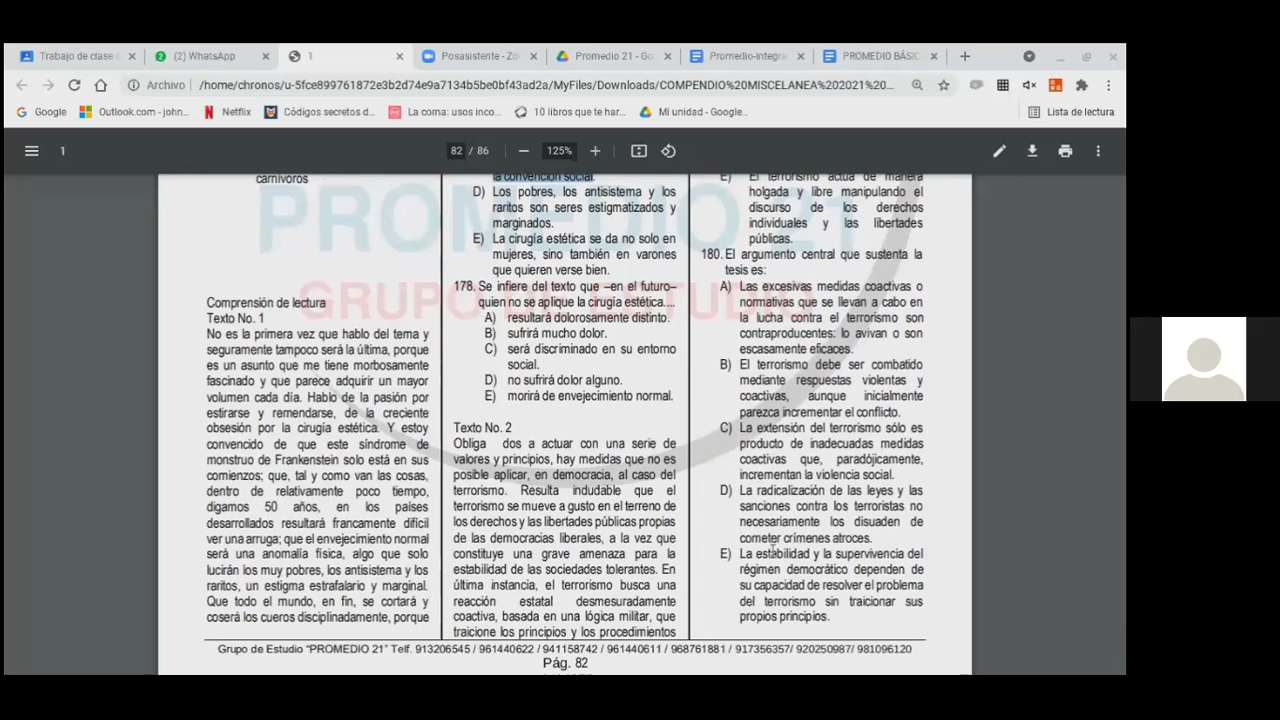 Trabajo de clase d
(2) WhatsApp
1
Posasistente - Zo
Promedio 21 - Go
Promedio-Integra
PROMEDIO BÁSIC
Archivo
/home/chronos/u-5fce899761972e3b2d74e9a7134b5be0bf43ad2a/MyFiles/Downloads/COMPENDIO%20MISCELANEA%202021%20...
Google
Outlook.com - john...
Netflix
Códigos secretos d...
La coma: usos inco...
10 libros que te har...
Mi unidad - Google...
Lista de lectura
1
82 / 86
125%
PROMEDIO 21
GRUPO DE ESTUDIO
carnívoros
Comprensión de lectura
Texto No. 1
No es la primera vez que hablo del tema y
seguramente tampoco será la última, porque
es un asunto que me tiene morbosamente
fascinado y que parece adquirir un mayor
volumen cada día. Hablo de la pasión por
estirarse y remendarse, de la creciente
obsesión por la cirugía estética. Y estoy
convencido de que este síndrome de
monstruo de Frankenstein solo está en sus
comienzos; que, tal y como van las cosas,
dentro de relativamente poco tiempo,
digamos 50 años, en los países
desarrollados resultará francamente difícil
ver una arruga; que el envejecimiento normal
será una anomalía física, algo que solo
lucirán los muy pobres, los antisistema y los
raritos, un estigma estrafalario y marginal.
Que todo el mundo, en fin, se cortará y
coserá los cueros disciplinadamente, porque
la convención social.
D) Los pobres, los antisistema y los
raritos son seres estigmatizados y
marginados.
E) La cirugía estética se da no solo en
mujeres, sino también en varones
que quieren verse bien.
178. Se infiere del texto que –en el futuro–
quien no se aplique la cirugía estética....
A) resultará dolorosamente distinto.
B) sufrirá mucho dolor.
C) será discriminado en su entorno
social.
D) no sufrirá dolor alguno.
E) morirá de envejecimiento normal.
Texto No. 2
Obliga dos a actuar con una serie de
valores y principios, hay medidas que no es
posible aplicar, en democracia, al caso del
terrorismo. Resulta indudable que el
terrorismo se mueve a gusto en el terreno de
los derechos y las libertades públicas propias
de las democracias liberales, a la vez que
constituye una grave amenaza para la
estabilidad de las sociedades tolerantes. En
última instancia, el terrorismo busca una
reacción estatal desmesuradamente
coactiva, basada en una lógica militar, que
traicione los principios y los procedimientos
E) El terrorismo actúa de manera
holgada y libre manipulando el
discurso de los derechos
individuales y las libertades
públicas.
180. El argumento central que sustenta la
tesis es:
A) Las excesivas medidas coactivas o
normativas que se llevan a cabo en
la lucha contra el terrorismo son
contraproducentes: lo avivan o son
escasamente eficaces.
B) El terrorismo debe ser combatido
mediante respuestas violentas y
coactivas, aunque inicialmente
parezca incrementar el conflicto.
C) La extensión del terrorismo sólo es
producto de inadecuadas medidas
coactivas que, paradójicamente,
incrementan la violencia social.
D) La radicalización de las leyes y las
sanciones contra los terroristas no
necesariamente los disuaden de
cometer crímenes atroces.
E) La estabilidad y la supervivencia del
régimen democrático dependen de
su capacidad de resolver el problema
del terrorismo sin traicionar sus
propios principios.
Grupo de Estudio "PROMEDIO 21" Telf. 913206545 / 961440622 / 941158742 / 961440611 / 968761881 / 917356357/ 920250987/ 981096120
Pág. 82